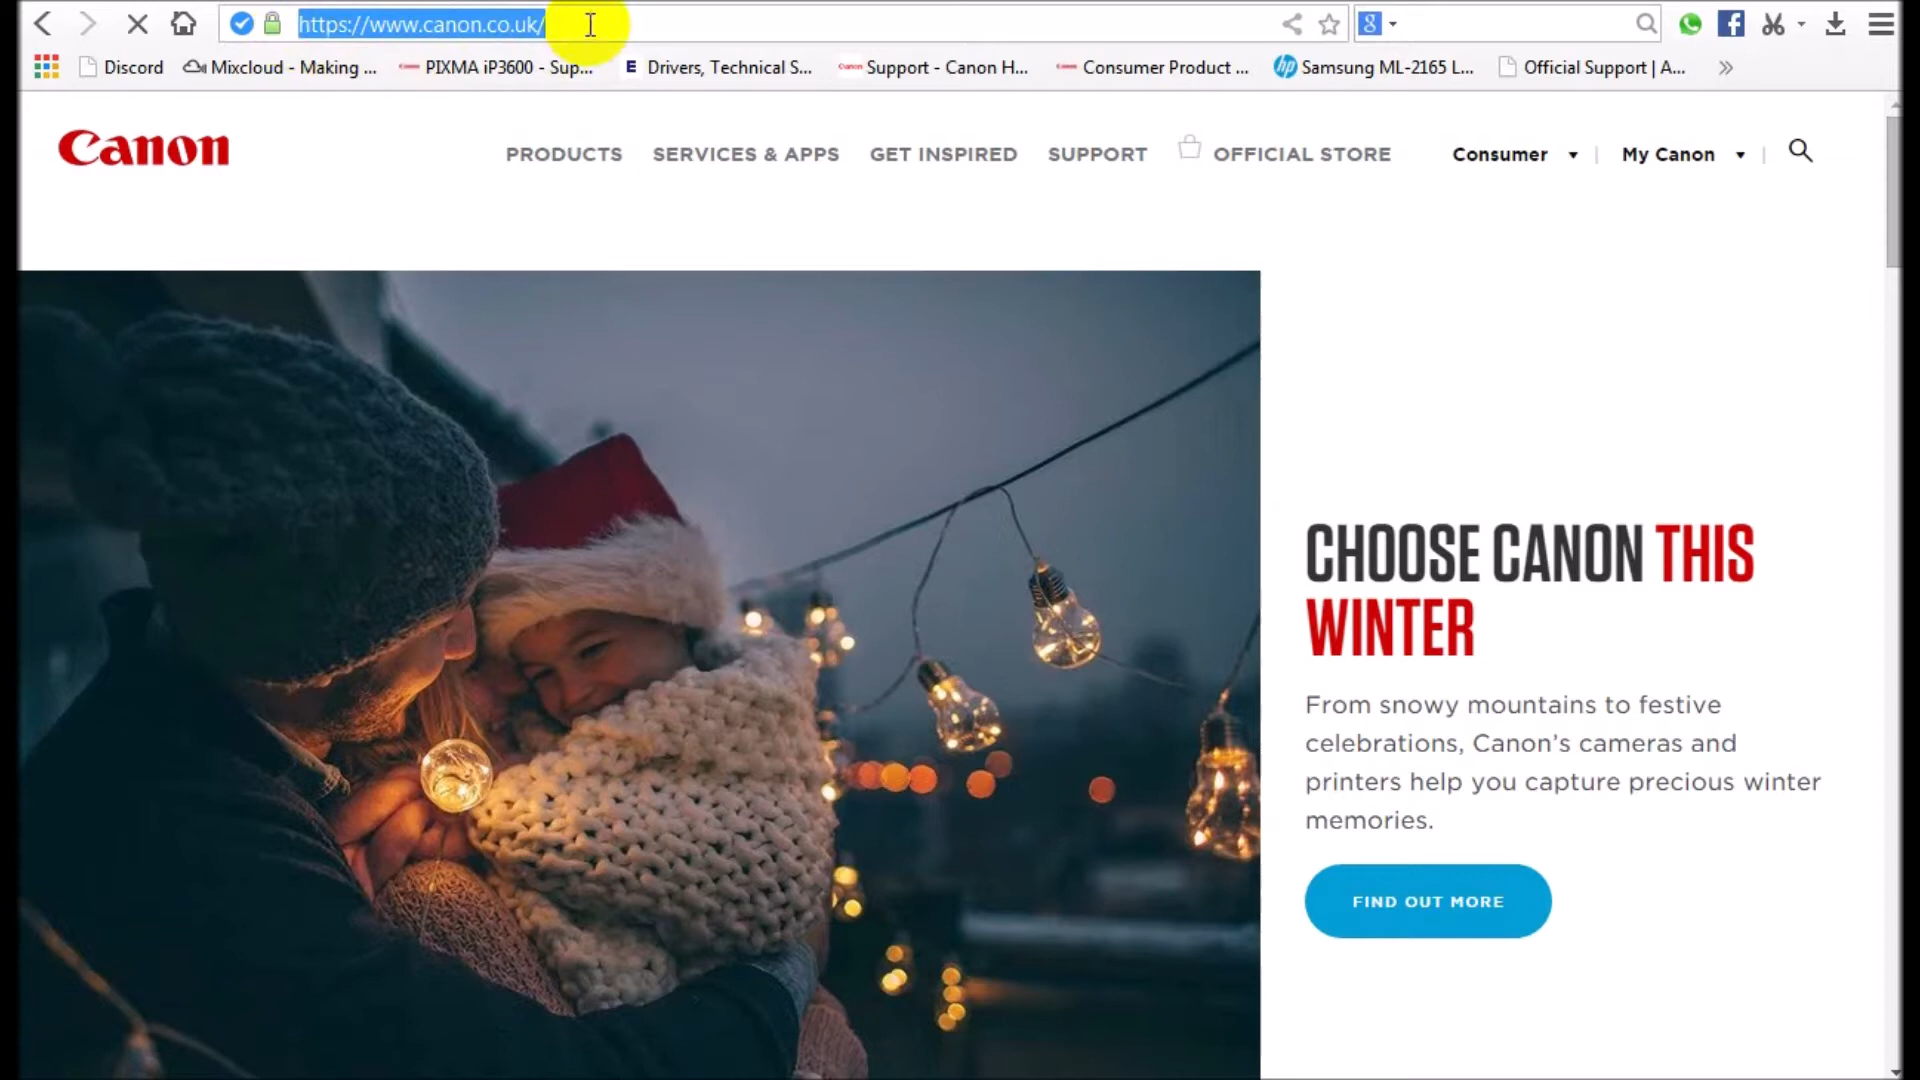 https://www.canon.co.uk/
Discord
Mixcloud - Making ...
PIXMA iP3600 - Sup...
E
Drivers, Technical S...
Canon
Support - Canon H...
Consumer Product ...
hp
Samsung ML-2165 L...
Official Support | A...
Canon
PRODUCTS
SERVICES & APPS
GET INSPIRED
SUPPORT
OFFICIAL STORE
Consumer
My Canon
CHOOSE CANON THIS
WINTER
From snowy mountains to festive
celebrations, Canon's cameras and
printers help you capture precious winter
memories.
FIND OUT MORE